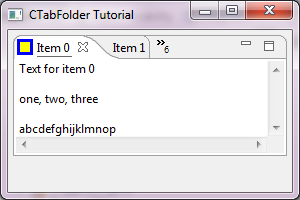 CTabFolder Tutorial
Item 0 Item 1 »6
Text for item 0
one, two, three
abcdefghijklmnop